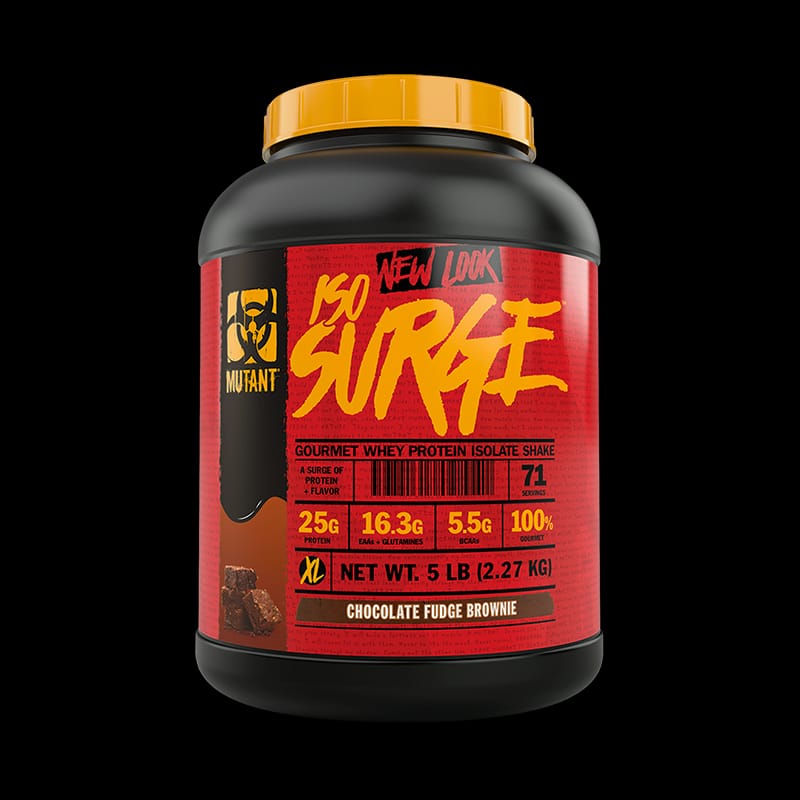 NEW LOOK
ISO
SURGE™
MUTANT
GOURMET WHEY PROTEIN ISOLATE SHAKE
A SURGE OF
PROTEIN
+ FLAVOR
71
SERVINGS
25G
PROTEIN
16.3G
EAAs + GLUTAMINES
5.5G
BCAAs
100%
GOURMET
XL
NET WT. 5 LB (2.27 KG)
CHOCOLATE FUDGE BROWNIE